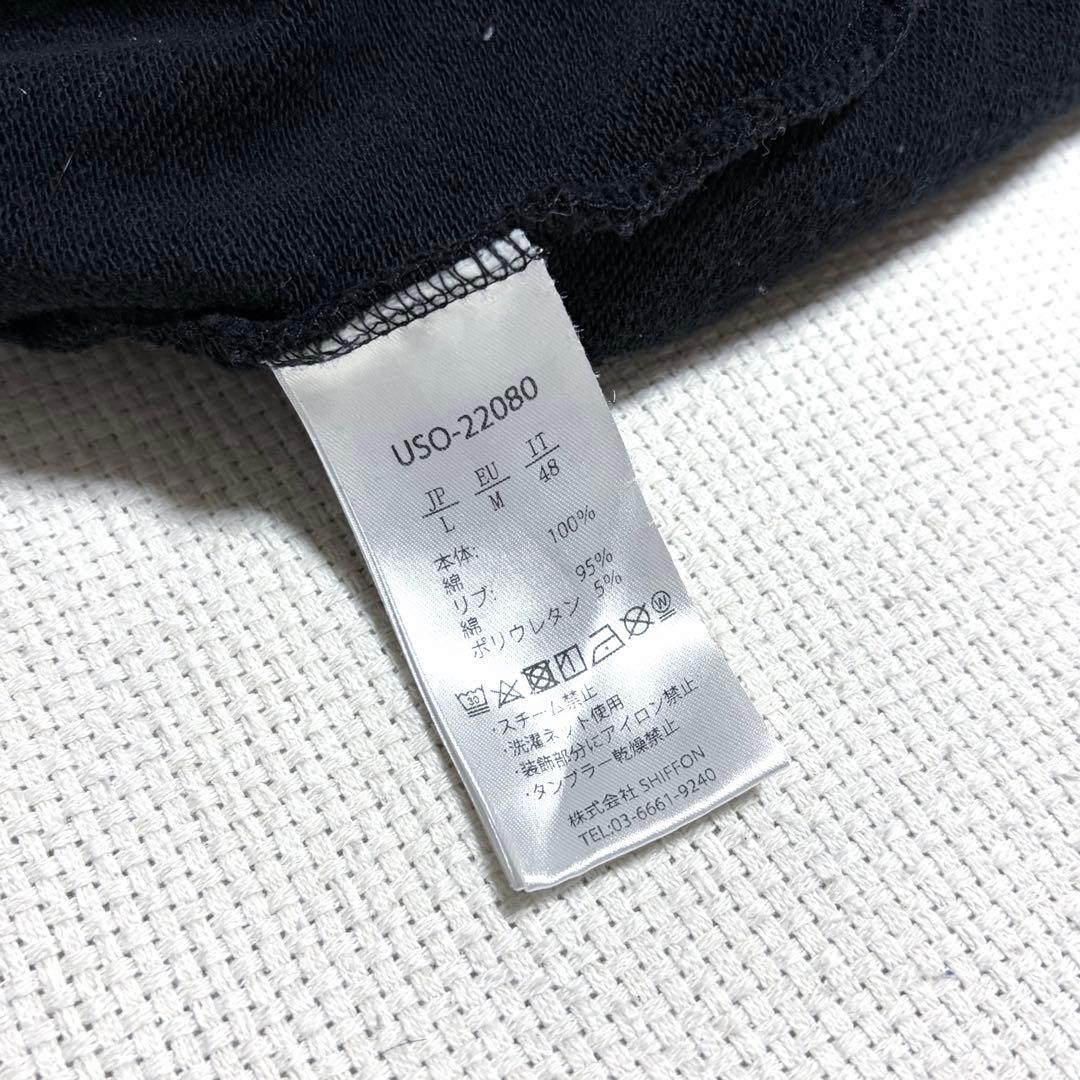 USO-22080
JP EU IT
L M 48
本体:
綿 100%
リブ:
綿 95%
ポリウレタン 5%
30 W
・スチーム禁止
・洗濯ネット使用
・装飾部分にアイロン禁止
・タンブラー乾燥禁止
株式会社 SHIFFON
TEL:03-6661-9240